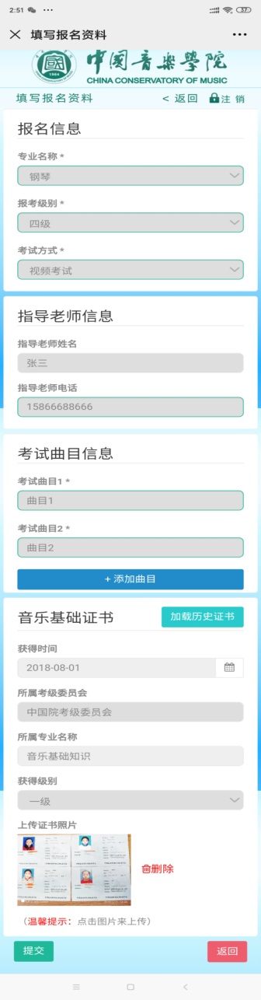 2:51
37
填写报名资料
1964
中国音乐学院
CHINA CONSERVATORY OF MUSIC
填写报名资料 < 返回 注 销
报名信息
专业名称 *
钢琴
报考级别 *
四级
考试方式 *
视频考试
指导老师信息
指导老师姓名
张三
指导老师电话
15866688666
考试曲目信息
考试曲目1 *
曲目1
考试曲目2 *
曲目2
+ 添加曲目
音乐基础证书 加载历史证书
获得时间
2018-08-01
所属考级委员会
中国院考级委员会
所属专业名称
音乐基础知识
获得级别
一级
上传证书照片
删除
（温馨提示：点击图片来上传）
提交 返回